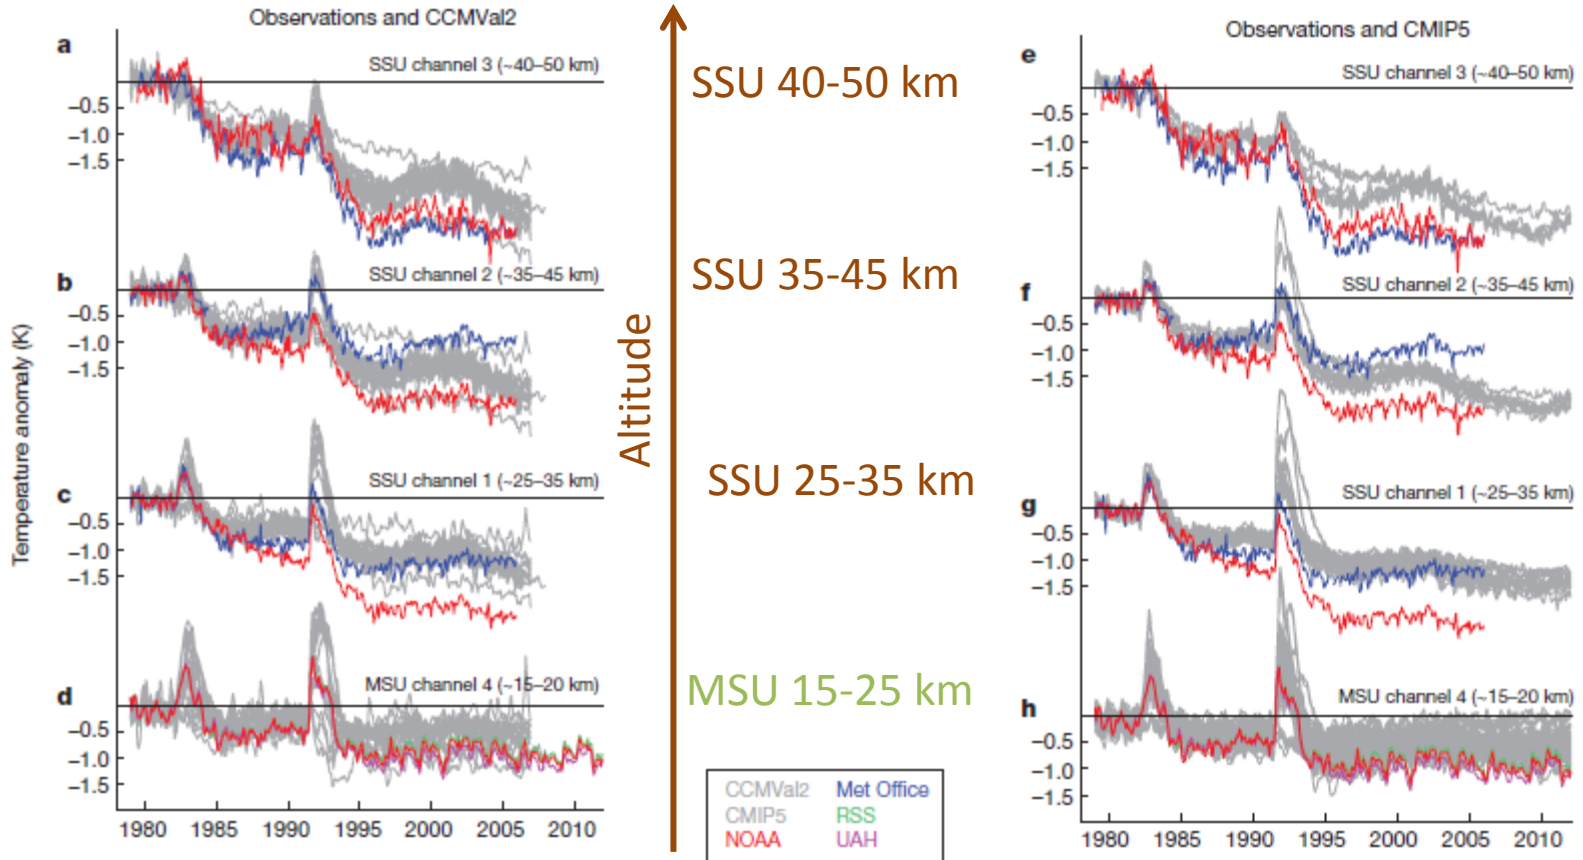 Observations and CCMVal2
a
SSU channel 3 (~40–50 km)
−0.5
−1.0
−1.5
b
SSU channel 2 (~35–45 km)
−0.5
−1.0
−1.5
c
SSU channel 1 (~25–35 km)
−0.5
−1.0
−1.5
d
MSU channel 4 (~15–20 km)
−0.5
−1.0
−1.5
Temperature anomaly (K)
1980 1985 1990 1995 2000 2005 2010
Altitude
SSU 40-50 km
SSU 35-45 km
SSU 25-35 km
MSU 15-25 km
CCMVal2 Met Office
CMIP5 RSS
NOAA UAH
Observations and CMIP5
e
SSU channel 3 (~40–50 km)
−0.5
−1.0
−1.5
f
SSU channel 2 (~35–45 km)
−0.5
−1.0
−1.5
g
SSU channel 1 (~25–35 km)
−0.5
−1.0
−1.5
h
MSU channel 4 (~15–20 km)
−0.5
−1.0
−1.5
1980 1985 1990 1995 2000 2005 2010